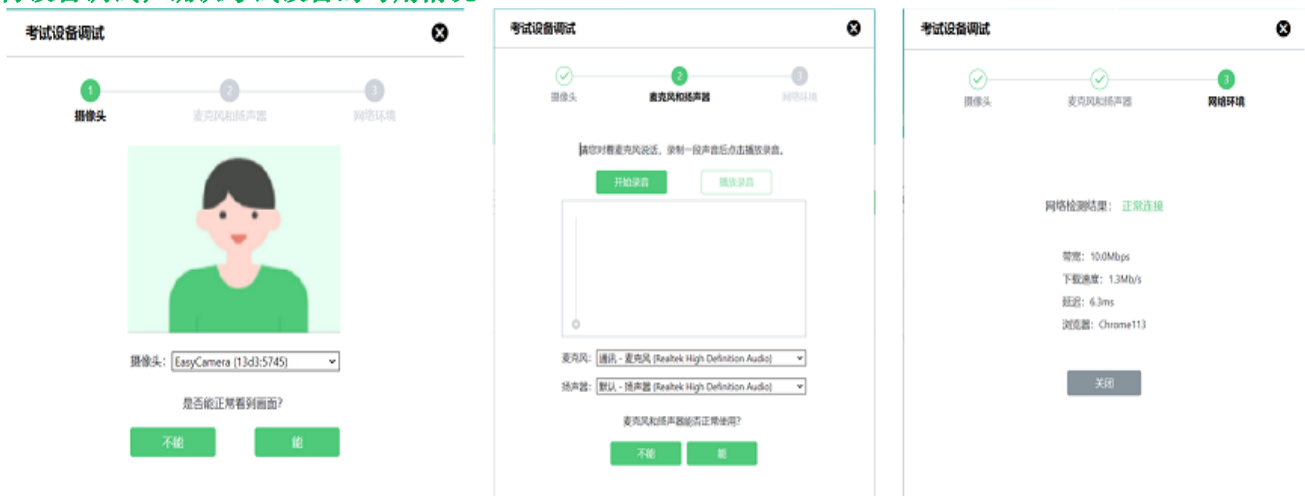 考试设备调试
1
2
3
摄像头
麦克风和扬声器
网络环境
摄像头: EasyCamera (13d3:5745)
是否能正常看到画面?
不能
能
考试设备调试
2
3
摄像头
麦克风和扬声器
网络环境
请您对着麦克风说话，录制一段声音后点击播放录音。
开始录音
播放录音
麦克风: 通讯 - 麦克风 (Realtek High Definition Audio)
扬声器: 默认 - 扬声器 (Realtek High Definition Audio)
麦克风和扬声器能否正常使用?
不能
能
考试设备调试
3
摄像头
麦克风和扬声器
网络环境
网络检测结果: 正常连接
带宽: 10.0Mbps
下载速度: 1.3Mb/s
延迟: 6.3ms
浏览器: Chrome113
关闭